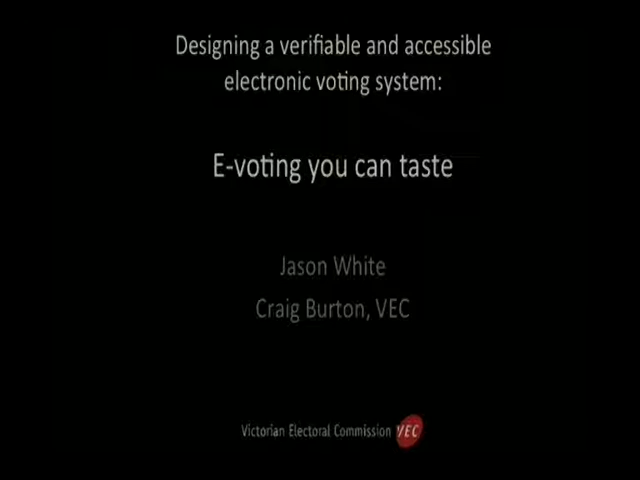 Designing a verifiable and accessible
electronic voting system:
E-voting you can taste
Jason White
Craig Burton, VEC
Victorian Electoral Commission VEC